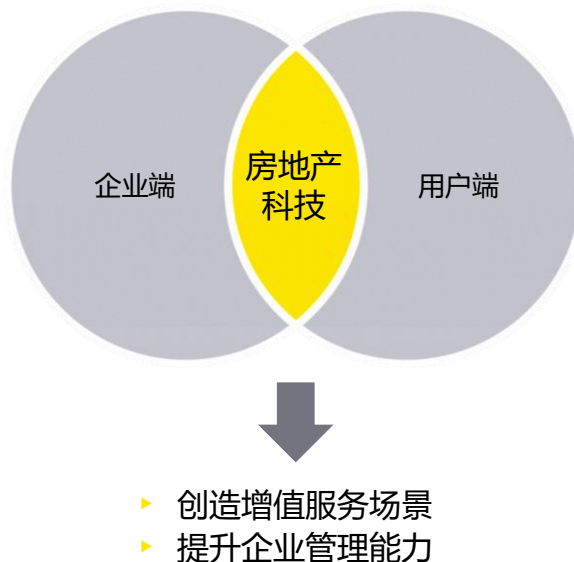 企业端
房地产
科技
用户端
创造增值服务场景
提升企业管理能力